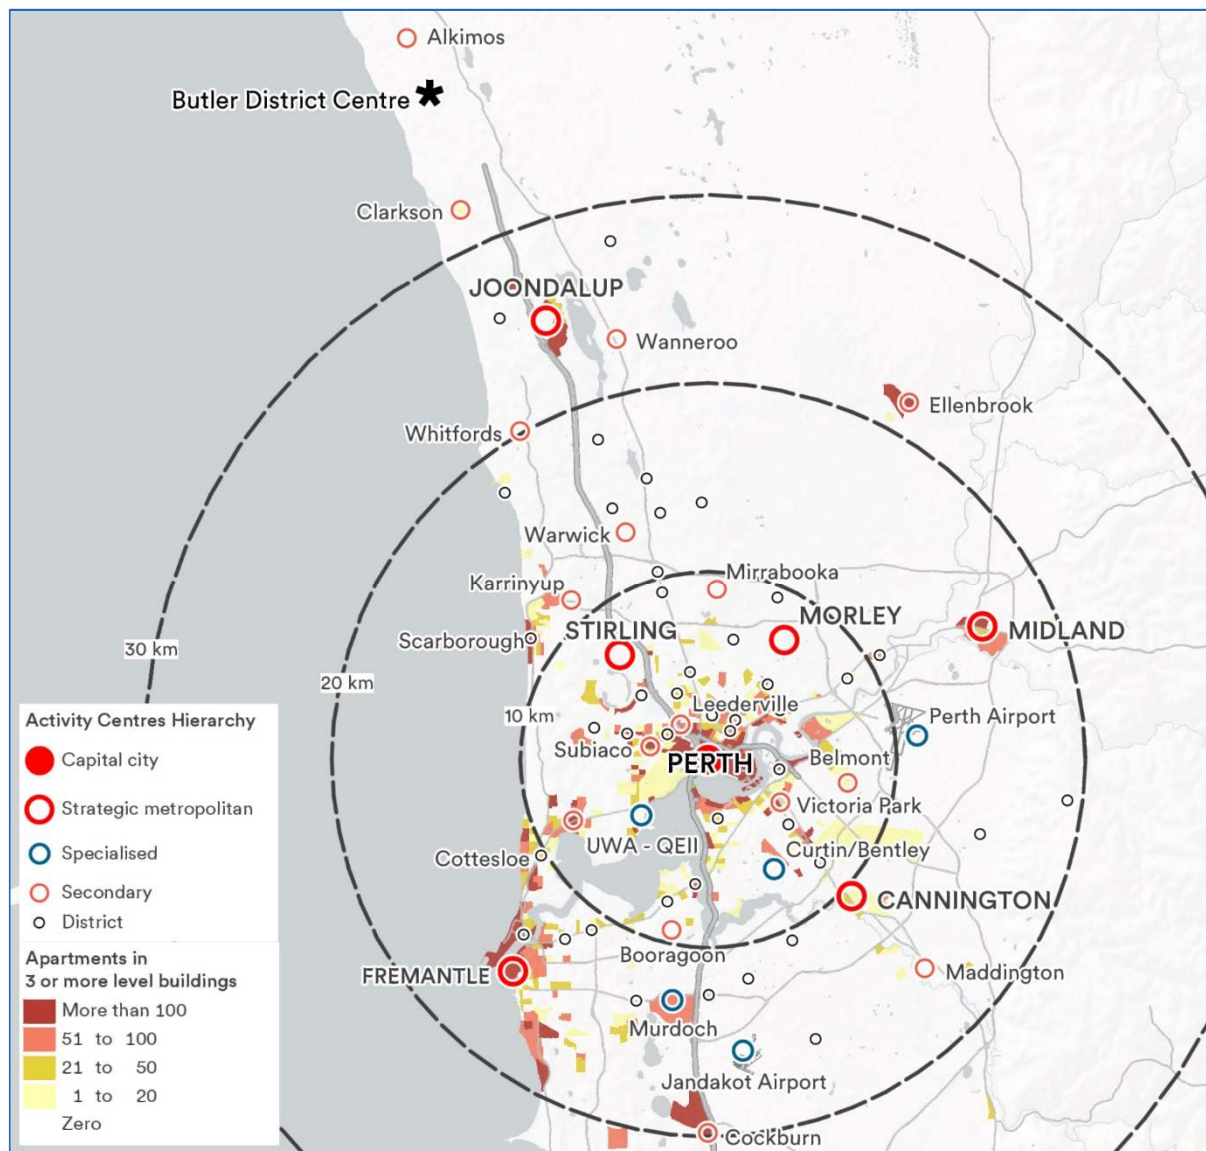 Alkimos
Butler District Centre *
Clarkson
JOONDALUP
Wanneroo
Ellenbrook
Whitfords
Warwick
Mirrabooka
Karrinyup
MORLEY
STIRLING
Scarborough
MIDLAND
30 km
20 km
10 km
Leederville
Perth Airport
Subiaco
PERTH
Belmont
Victoria Park
UWA - QEII
Curtin/Bentley
Cottesloe
CANNINGTON
Booragoon
Maddington
FREMANTLE
Murdoch
Jandakot Airport
Cockburn
Activity Centres Hierarchy
Capital city
Strategic metropolitan
Specialised
Secondary
District
Apartments in
3 or more level buildings
More than 100
51 to 100
21 to 50
1 to 20
Zero